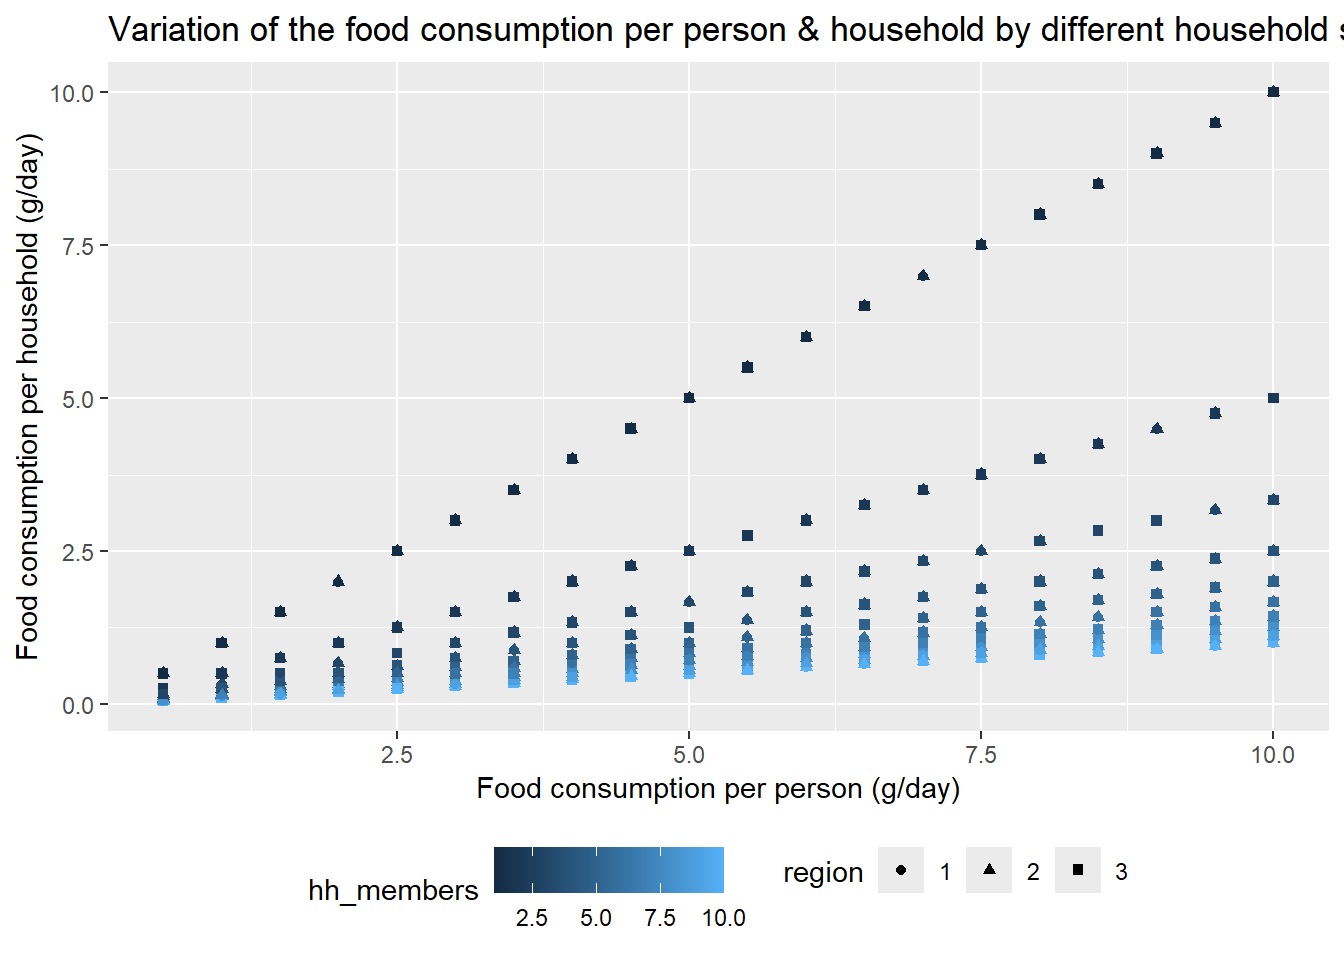 Variation of the food consumption per person & household by different household s
Food consumption per household (g/day)
10.0
7.5
5.0
2.5
0.0
2.5 5.0 7.5 10.0
Food consumption per person (g/day)
hh_members
2.5 5.0 7.5 10.0
region 1 2 3